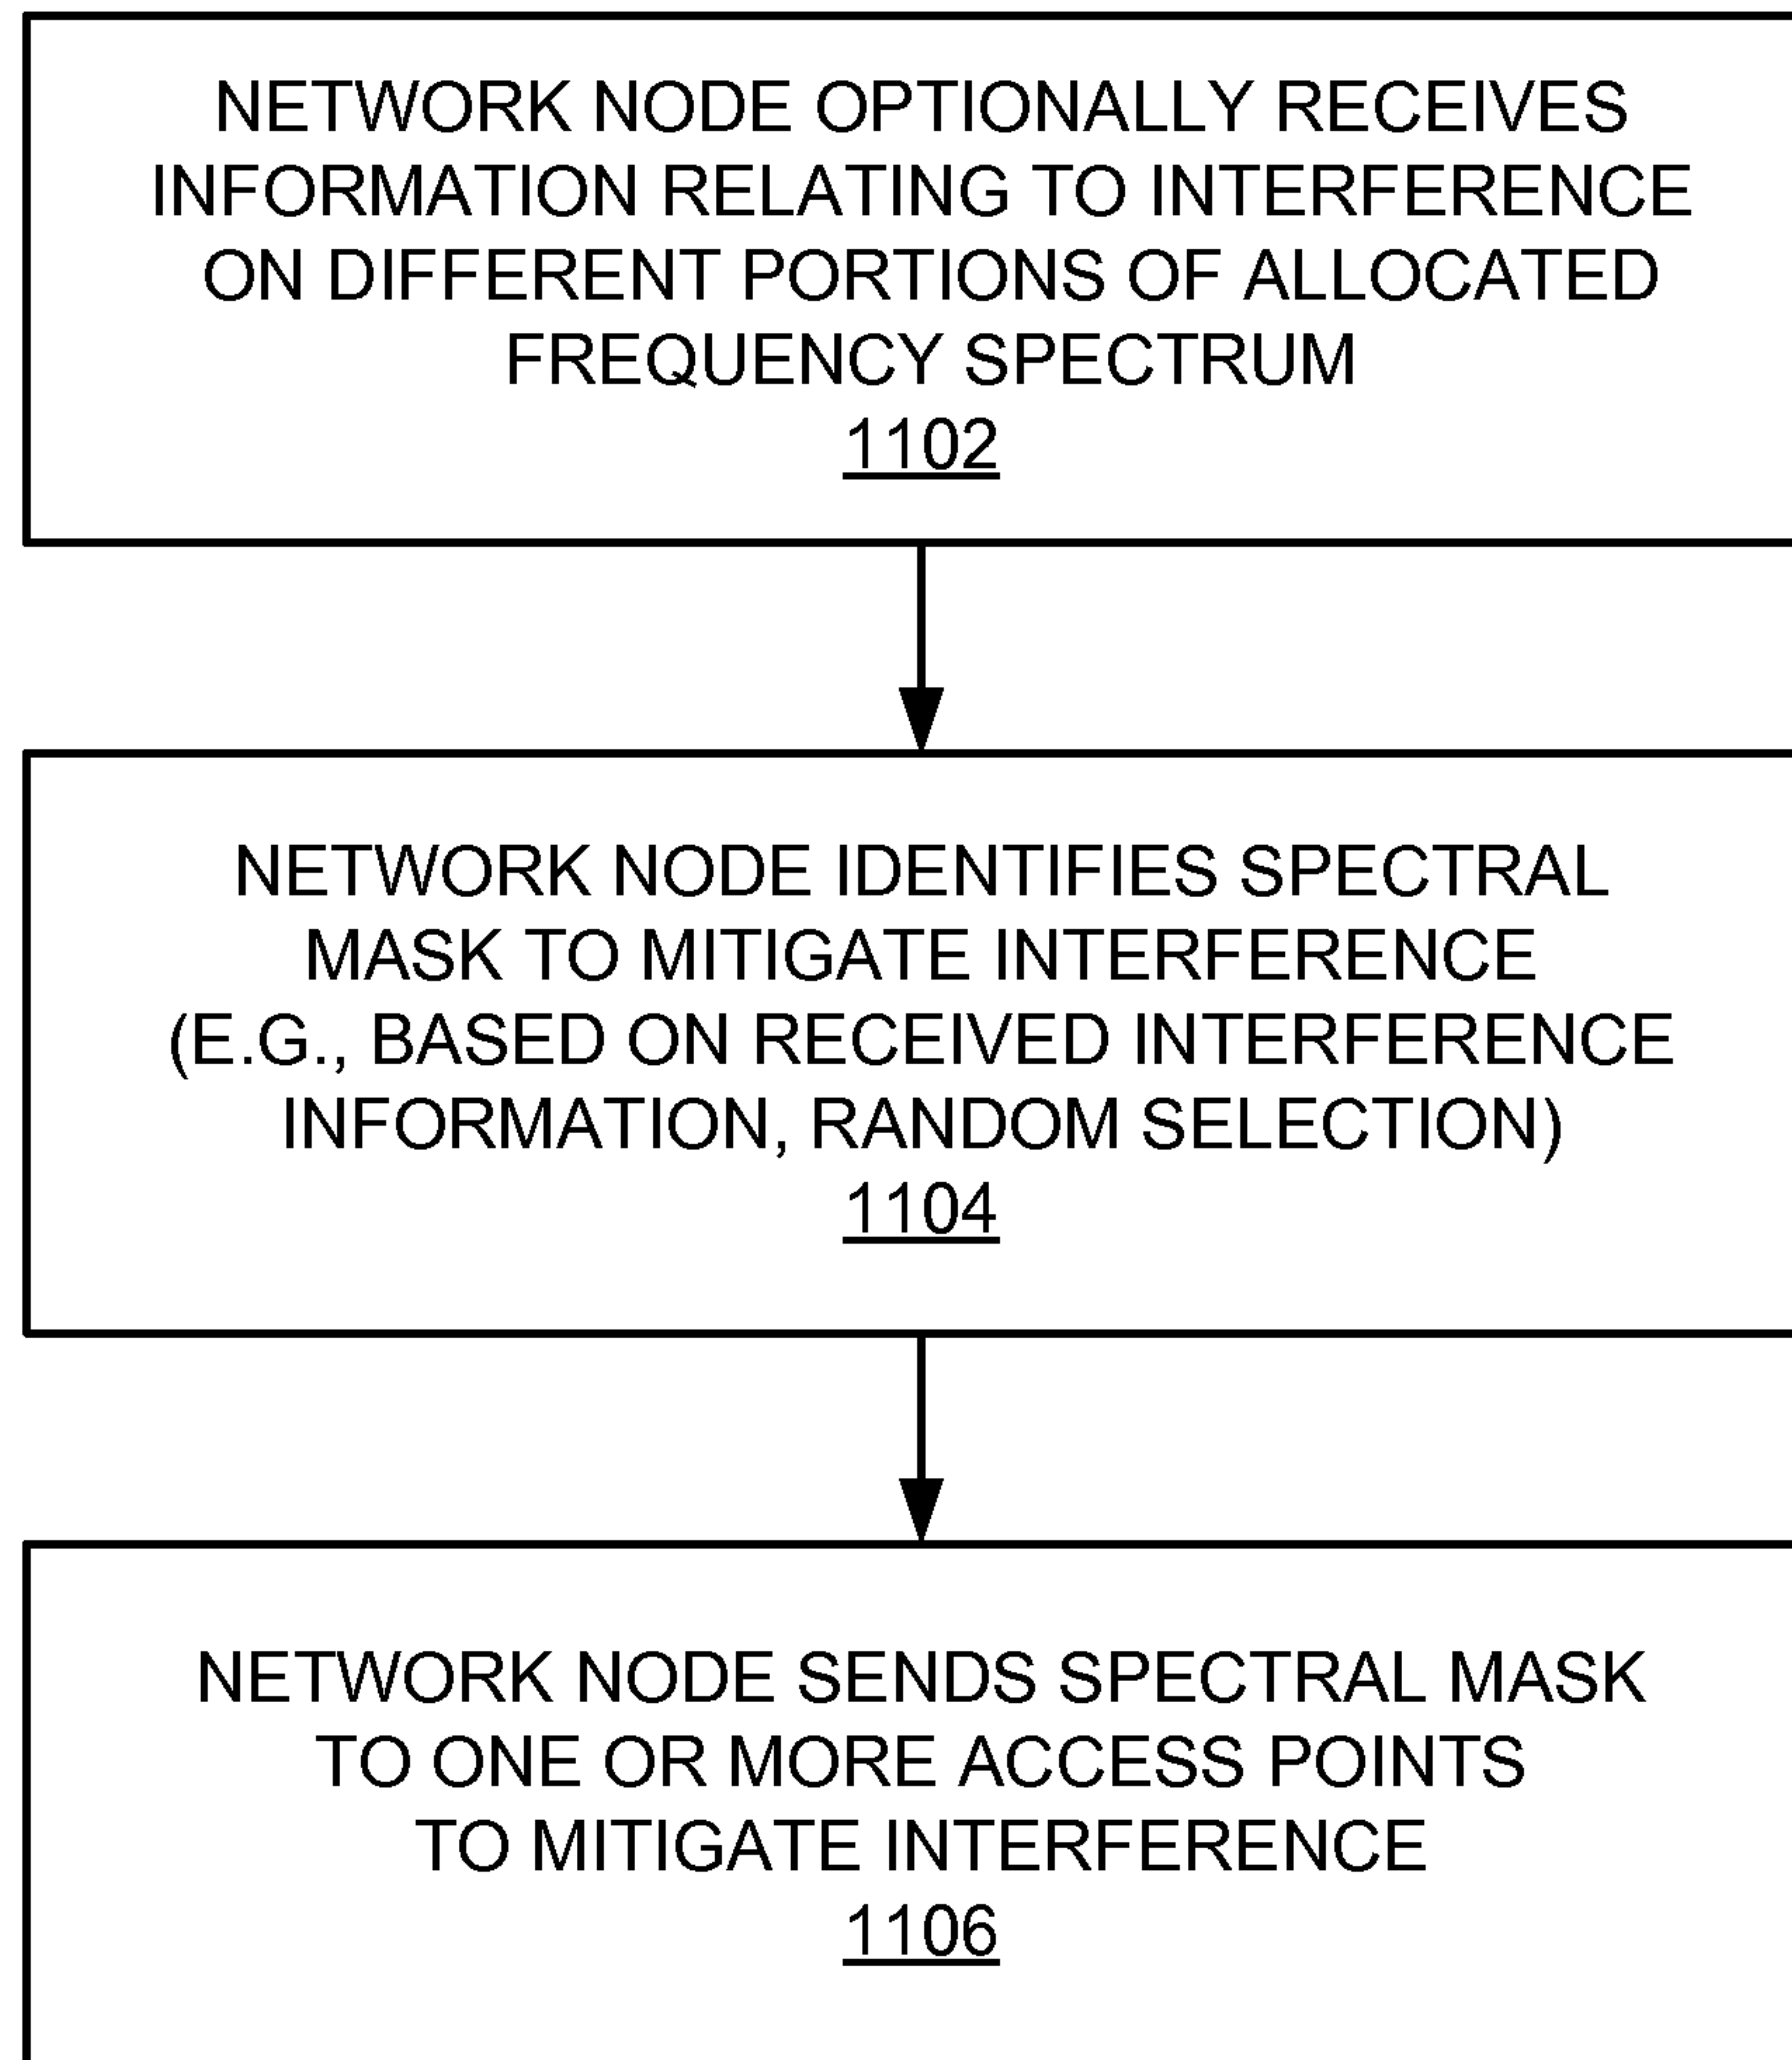 NETWORK NODE OPTIONALLY RECEIVES
INFORMATION RELATING TO INTERFERENCE
ON DIFFERENT PORTIONS OF ALLOCATED
FREQUENCY SPECTRUM
1102
NETWORK NODE IDENTIFIES SPECTRAL
MASK TO MITIGATE INTERFERENCE
(E.G., BASED ON RECEIVED INTERFERENCE
INFORMATION, RANDOM SELECTION)
1104
NETWORK NODE SENDS SPECTRAL MASK
TO ONE OR MORE ACCESS POINTS
TO MITIGATE INTERFERENCE
1106